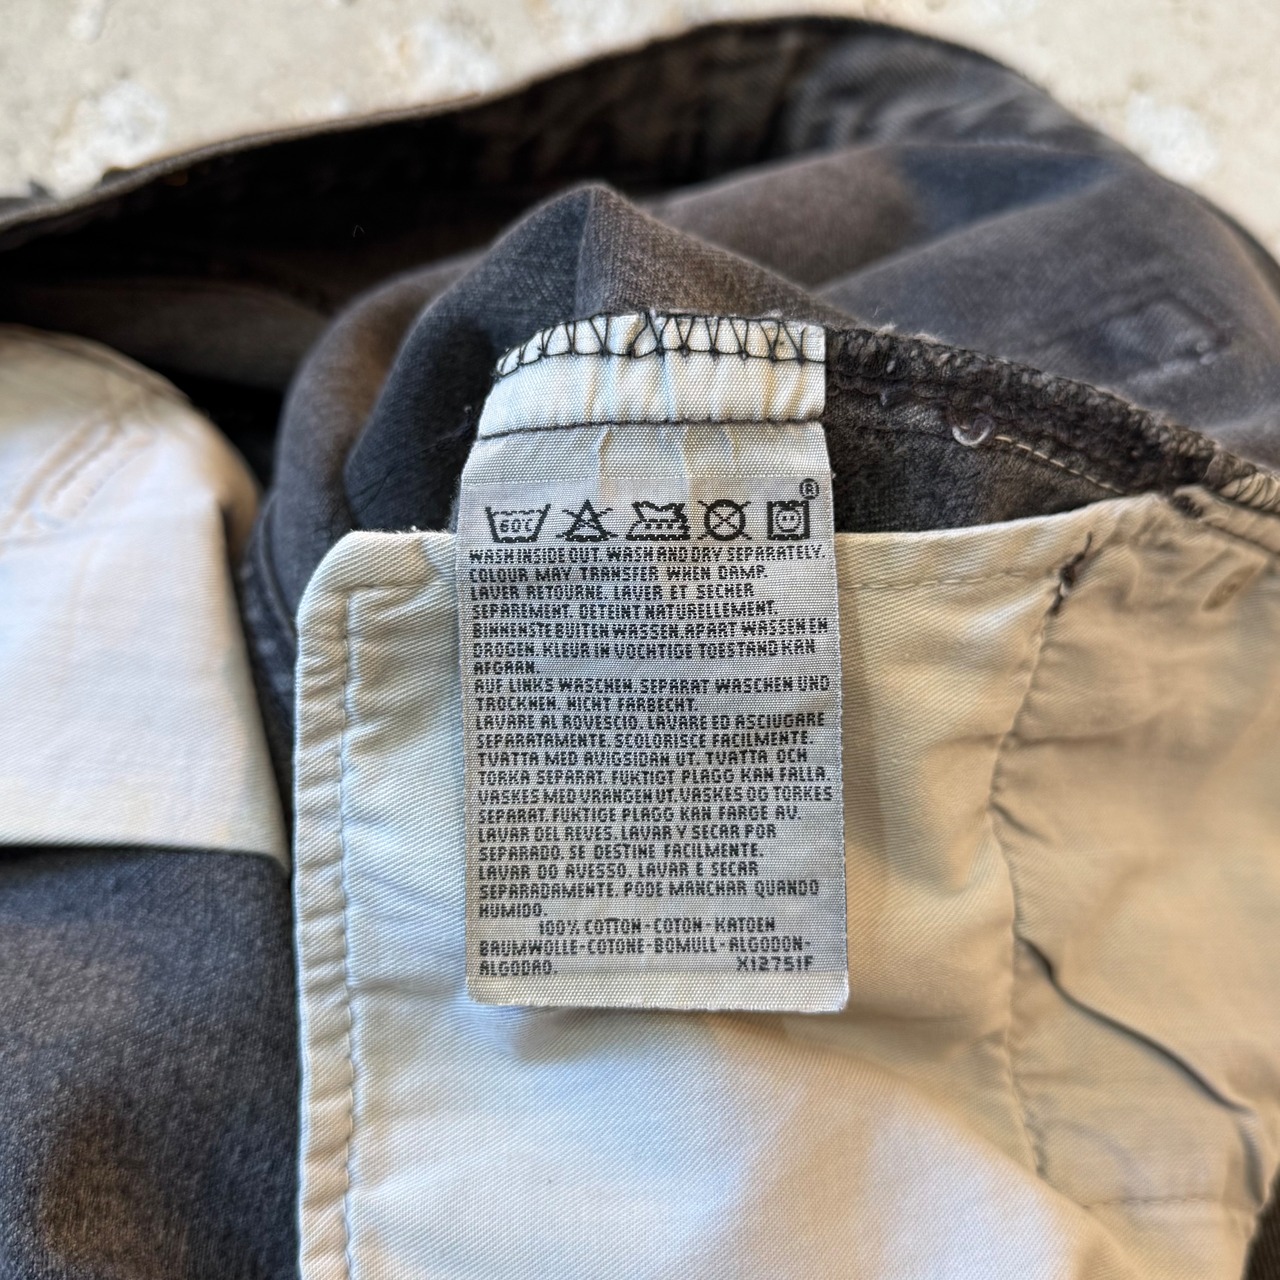 ®
60C
WASH INSIDE OUT. WASH AND DRY SEPARATELY.
COLOUR MAY TRANSFER WHEN DAMP.
LAVER RETOURNE. LAVER ET SECHER
SEPAREMENT. DETEINT NATURELLEMENT.
BINNENSTE BUITEN WASSEN. APART WASSEN EN
DROGEN. KLEUR IN VOCHTIGE TOESTAND KAN
AFGAAN.
AUF LINKS WASCHEN. SEPARAT WASCHEN UND
TROCKNEN. NICHT FARBECHT.
LAVARE AL ROVESCIO. LAVARE ED ASCIUGARE
SEPARATAMENTE. SCOLORISCE FACILMENTE.
TVATTA MED AVIGSIDAN UT. TVATTA OCH
TORKA SEPARAT. FUKTIGT PLAGG KAN FALLA.
VASKES MED VRANGEN UT. VASKES OG TORKES
SEPARAT. FUKTIGE PLAGG KAN FARGE AV.
LAVAR DEL REVES. LAVAR Y SECAR POR
SEPARADO. SE DESTINE FACILMENTE.
LAVAR DO AVESSO. LAVAR E SECAR
SEPARADAMENTE. PODE MANCHAR QUANDO
HUMIDO.
100% COTTON-COTON-KATOEN
BAUMWOLLE-COTONE-BOMULL-ALGODON-
ALGODAO. X12751F